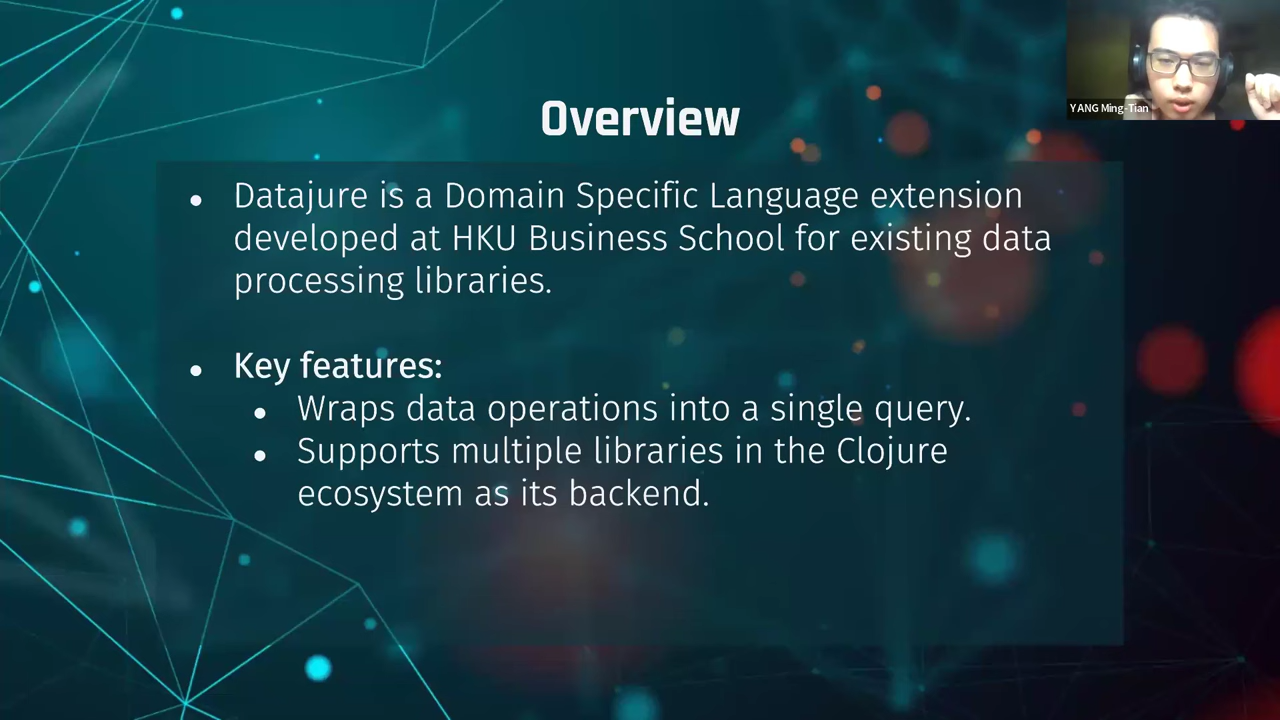 Overview
YANG Ming-Tian
• Datajure is a Domain Specific Language extension
developed at HKU Business School for existing data
processing libraries.
• Key features:
• Wraps data operations into a single query.
• Supports multiple libraries in the Clojure
ecosystem as its backend.